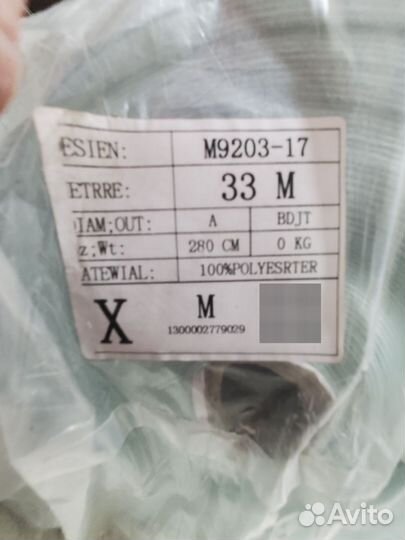 ESIEN: M9203-17
ETRRE: 33 M
IAM;OUT: A BDJT
z;Wt: 280 CM 0 KG
ATEWIAL: 100%POLYESRTER
X M
1300002779029
Avito